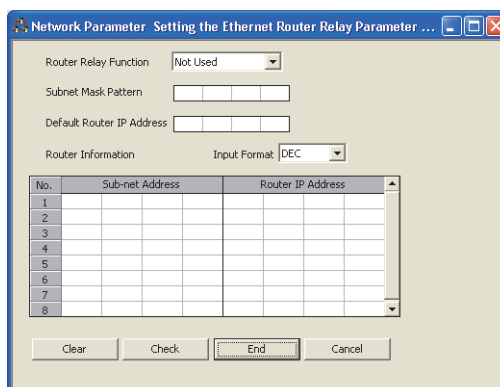 Network Parameter Setting the Ethernet Router Relay Parameter ...
Router Relay Function Not Used
Subnet Mask Pattern
Default Router IP Address
Router Information Input Format DEC
No. Sub-net Address Router IP Address
1
2
3
4
5
6
7
8
Clear Check End Cancel